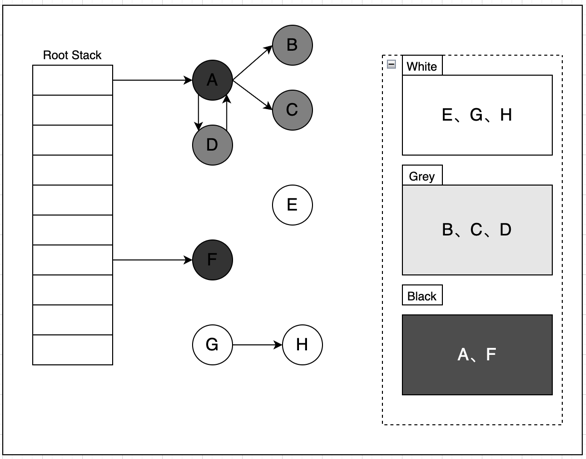 Root Stack
A
B
C
D
E
F
G
H
White
E、G、H
Grey
B、C、D
Black
A、F